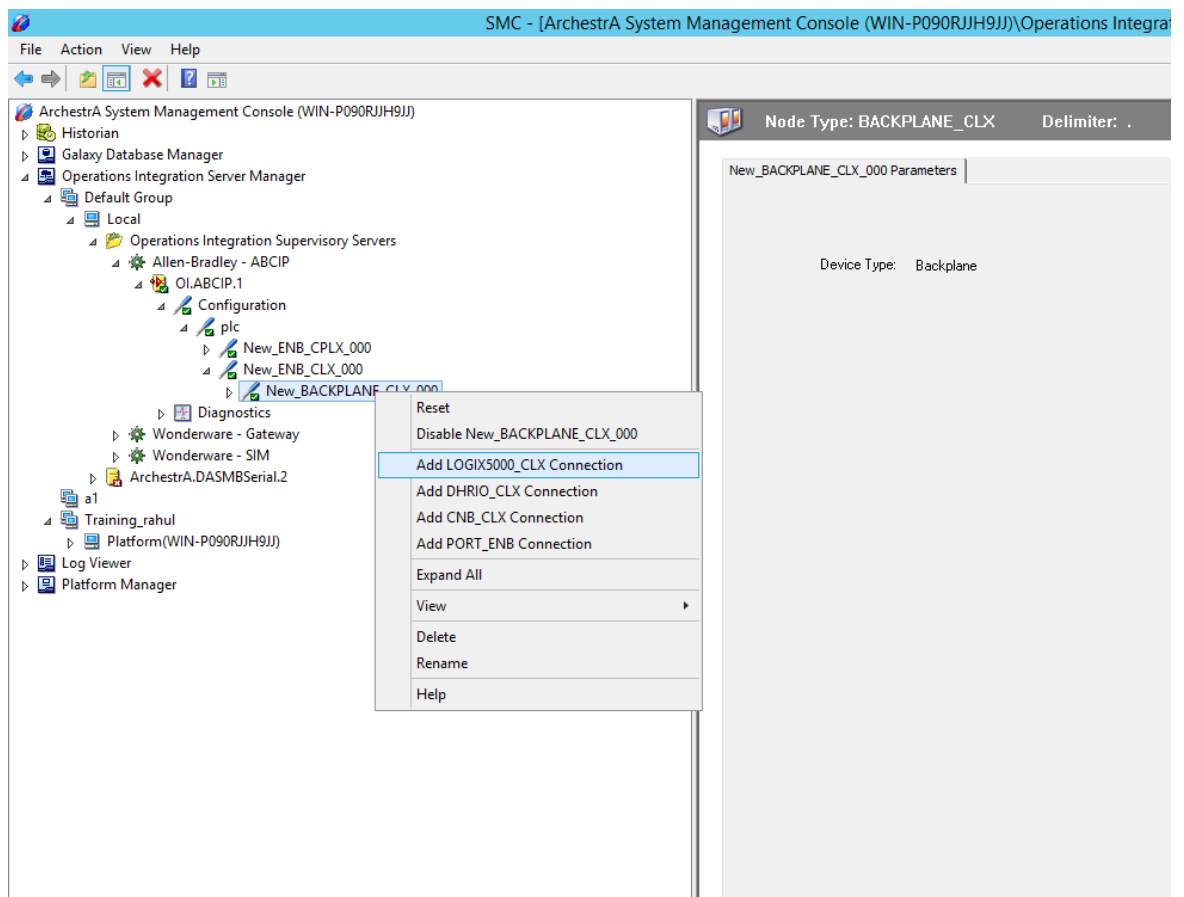 SMC - [ArchestrA System Management Console (WIN-P090RJJH9JJ)\Operations Integrat
File Action View Help
ArchestrA System Management Console (WIN-P090RJJH9JJ)
Historian
Galaxy Database Manager
Operations Integration Server Manager
Default Group
Local
Operations Integration Supervisory Servers
Allen-Bradley - ABCIP
OI.ABCIP.1
Configuration
plc
New_ENB_CPLX_000
New_ENB_CLX_000
New_BACKPLANE_CLX_000
Diagnostics
Wonderware - Gateway
Wonderware - SIM
ArchestrA.DASMBSerial.2
a1
Training_rahul
Platform(WIN-P090RJJH9JJ)
Log Viewer
Platform Manager
Reset
Disable New_BACKPLANE_CLX_000
Add LOGIX5000_CLX Connection
Add DHRIO_CLX Connection
Add CNB_CLX Connection
Add PORT_ENB Connection
Expand All
View
Delete
Rename
Help
Node Type: BACKPLANE_CLX Delimiter: .
New_BACKPLANE_CLX_000 Parameters
Device Type: Backplane